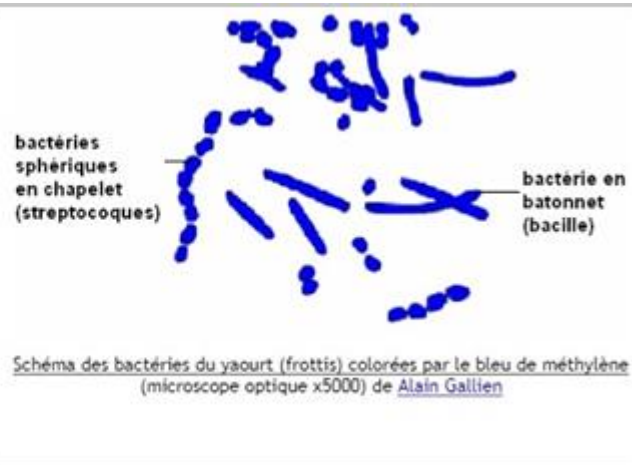 bactéries
sphériques
en chapelet
(streptocoques)
bactérie en
batonnet
(bacille)
Schéma des bactéries du yaourt (frottis) colorées par le bleu de méthylène
(microscope optique x5000) de Alain Gallien